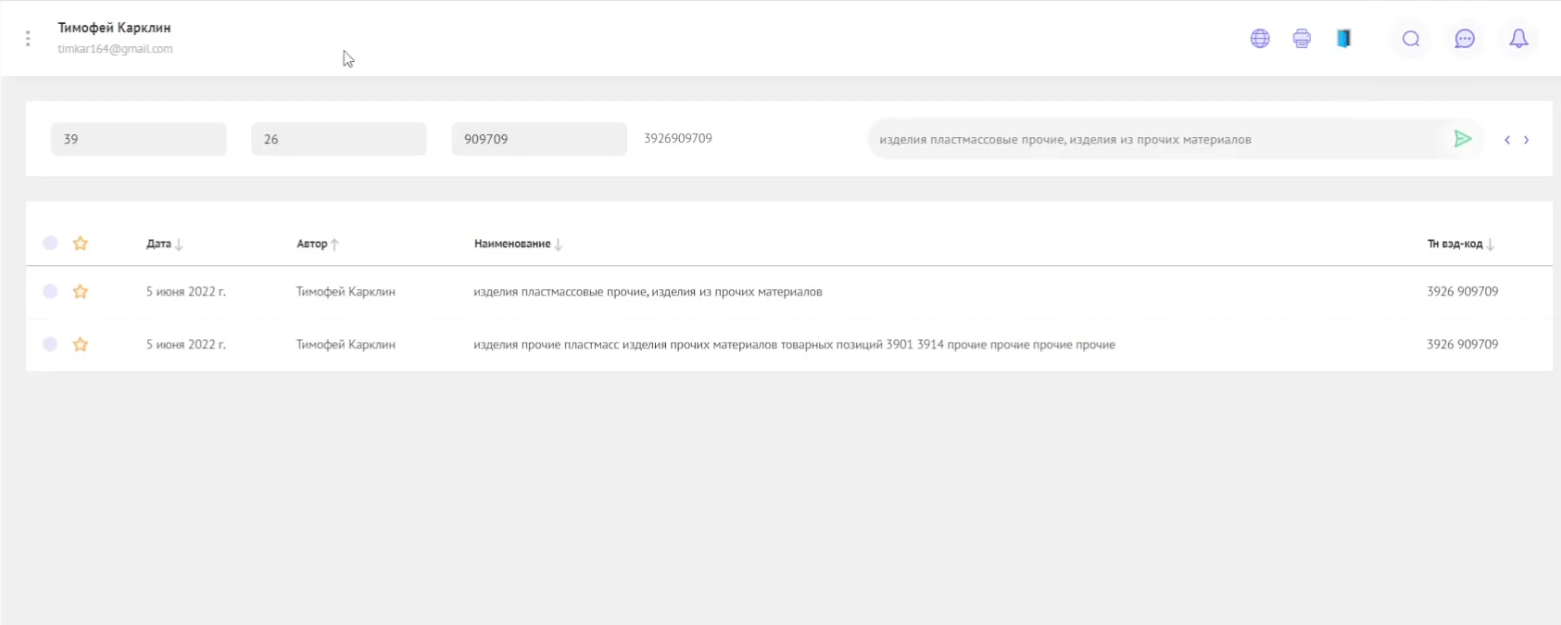 Тимофей Карклин
timkar164@gmail.com
39 26 909709 3926909709 изделия пластмассовые прочие, изделия из прочих материалов
Дата Автор Наименование Тн вэд-код
5 июня 2022 г. Тимофей Карклин изделия пластмассовые прочие, изделия из прочих материалов 3926 909709
5 июня 2022 г. Тимофей Карклин изделия прочие пластмасс изделия прочих материалов товарных позиций 3901 3914 прочие прочие прочие прочие 3926 909709